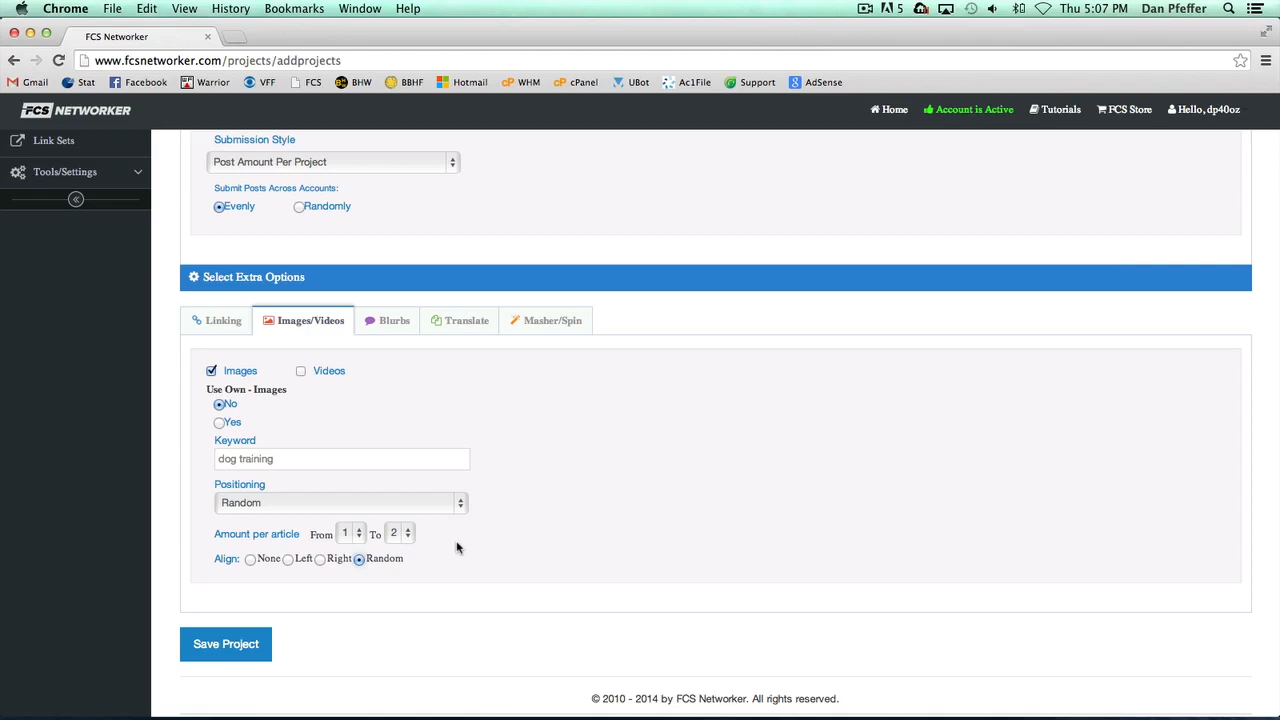 Chrome File Edit View History Bookmarks Window Help 5 Thu 5:07 PM Dan Pfeffer
FCS Networker
www.fcsnetworker.com/projects/addprojects
Gmail Stat Facebook Warrior VFF FCS BHW BBHF Hotmail cP WHM cP cPanel UBot Ac1File Support AdSense
FCS NETWORKER Home Account is Active Tutorials FCS Store Hello, dp40oz
Link Sets
Tools/Settings
Submission Style
Post Amount Per Project
Submit Posts Across Accounts:
Evenly Randomly
Select Extra Options
Linking Images/Videos Blurbs Translate Masher/Spin
Images Videos
Use Own - Images
No
Yes
Keyword
dog training
Positioning
Random
Amount per article From 1 To 2
Align: None Left Right Random
Save Project
© 2010 - 2014 by FCS Networker. All rights reserved.